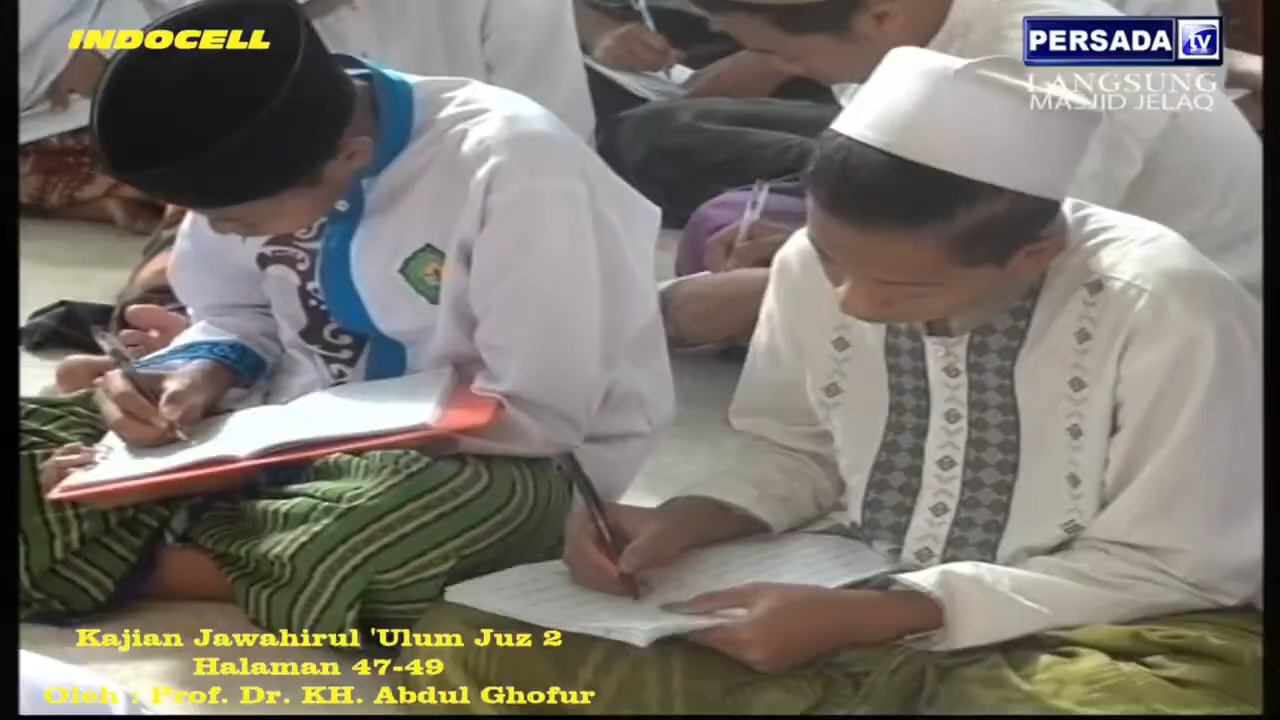 INDOCELL
PERSADA tv
LANGSUNG
MASJID JELAQ
Kajian Jawahirul 'Ulum Juz 2
Halaman 47-49
Oleh : Prof. Dr. KH. Abdul Ghofur